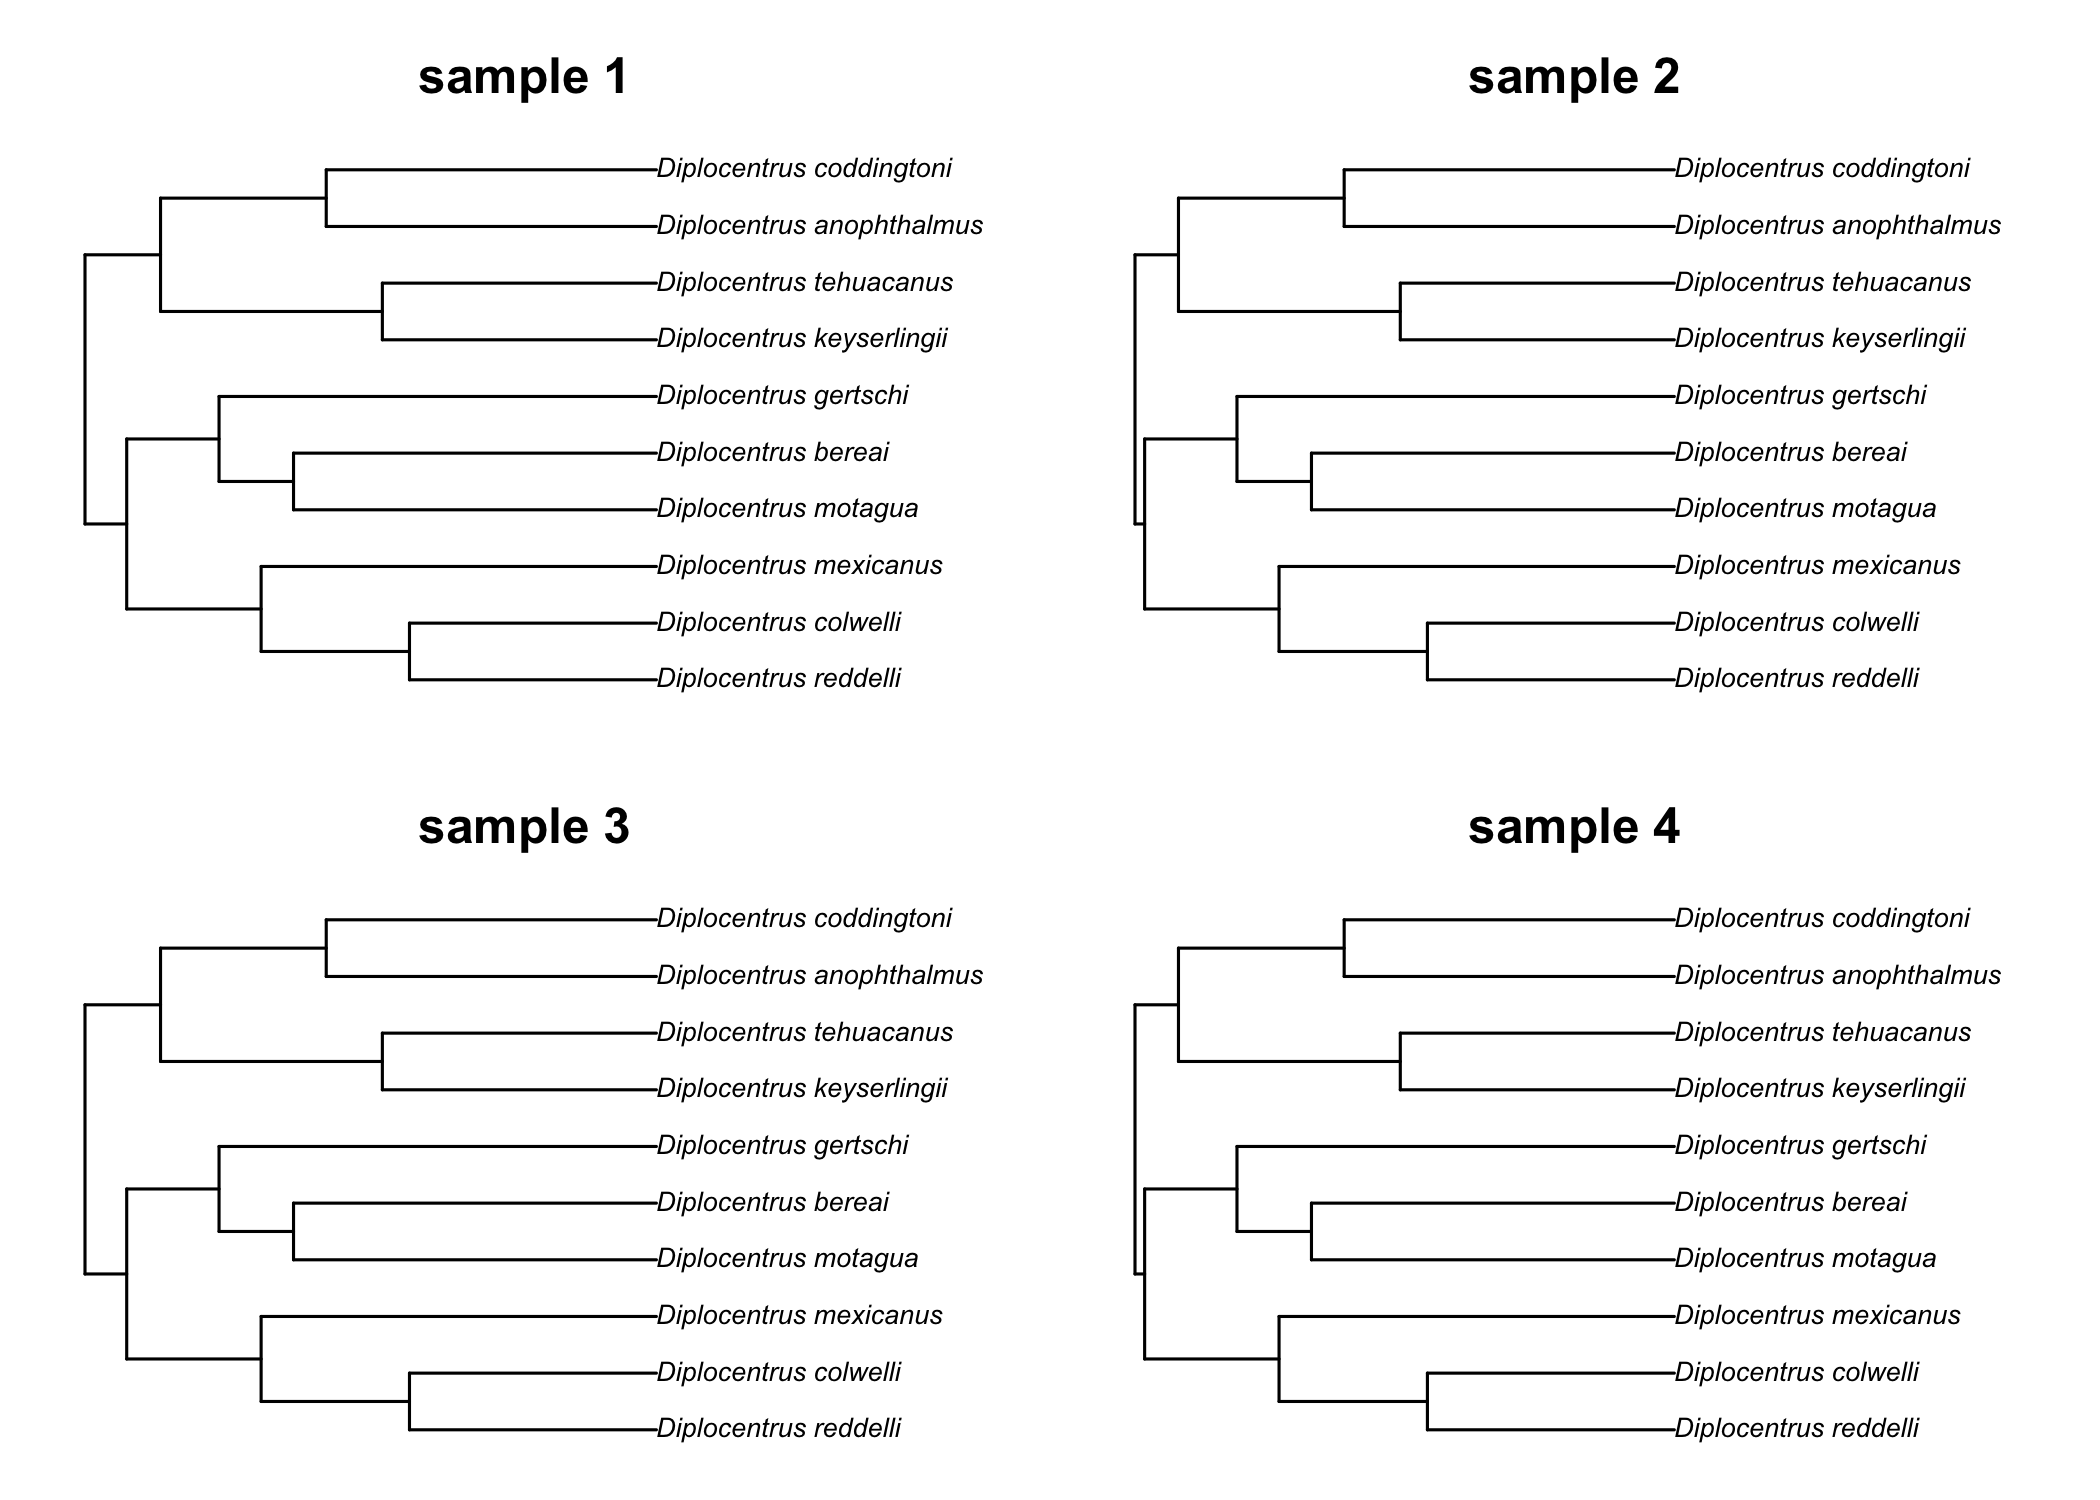 sample 1
Diplocentrus coddingtoni
Diplocentrus anophthalmus
Diplocentrus tehuacanus
Diplocentrus keyserlingii
Diplocentrus gertschi
Diplocentrus bereai
Diplocentrus motagua
Diplocentrus mexicanus
Diplocentrus colwelli
Diplocentrus reddelli
sample 2
Diplocentrus coddingtoni
Diplocentrus anophthalmus
Diplocentrus tehuacanus
Diplocentrus keyserlingii
Diplocentrus gertschi
Diplocentrus bereai
Diplocentrus motagua
Diplocentrus mexicanus
Diplocentrus colwelli
Diplocentrus reddelli
sample 3
Diplocentrus coddingtoni
Diplocentrus anophthalmus
Diplocentrus tehuacanus
Diplocentrus keyserlingii
Diplocentrus gertschi
Diplocentrus bereai
Diplocentrus motagua
Diplocentrus mexicanus
Diplocentrus colwelli
Diplocentrus reddelli
sample 4
Diplocentrus coddingtoni
Diplocentrus anophthalmus
Diplocentrus tehuacanus
Diplocentrus keyserlingii
Diplocentrus gertschi
Diplocentrus bereai
Diplocentrus motagua
Diplocentrus mexicanus
Diplocentrus colwelli
Diplocentrus reddelli